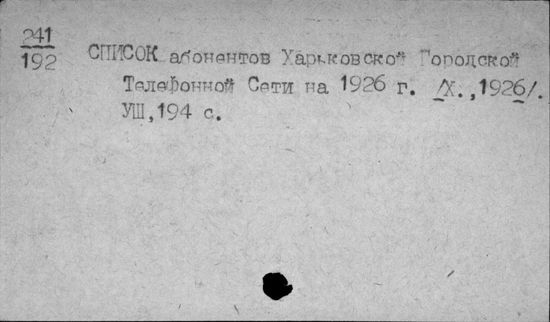 241
192
СПИСОК абонентов Харьковской Городской
Телефонной Сети на 1926 г. /Х.,1926/.
УШ,194 с.